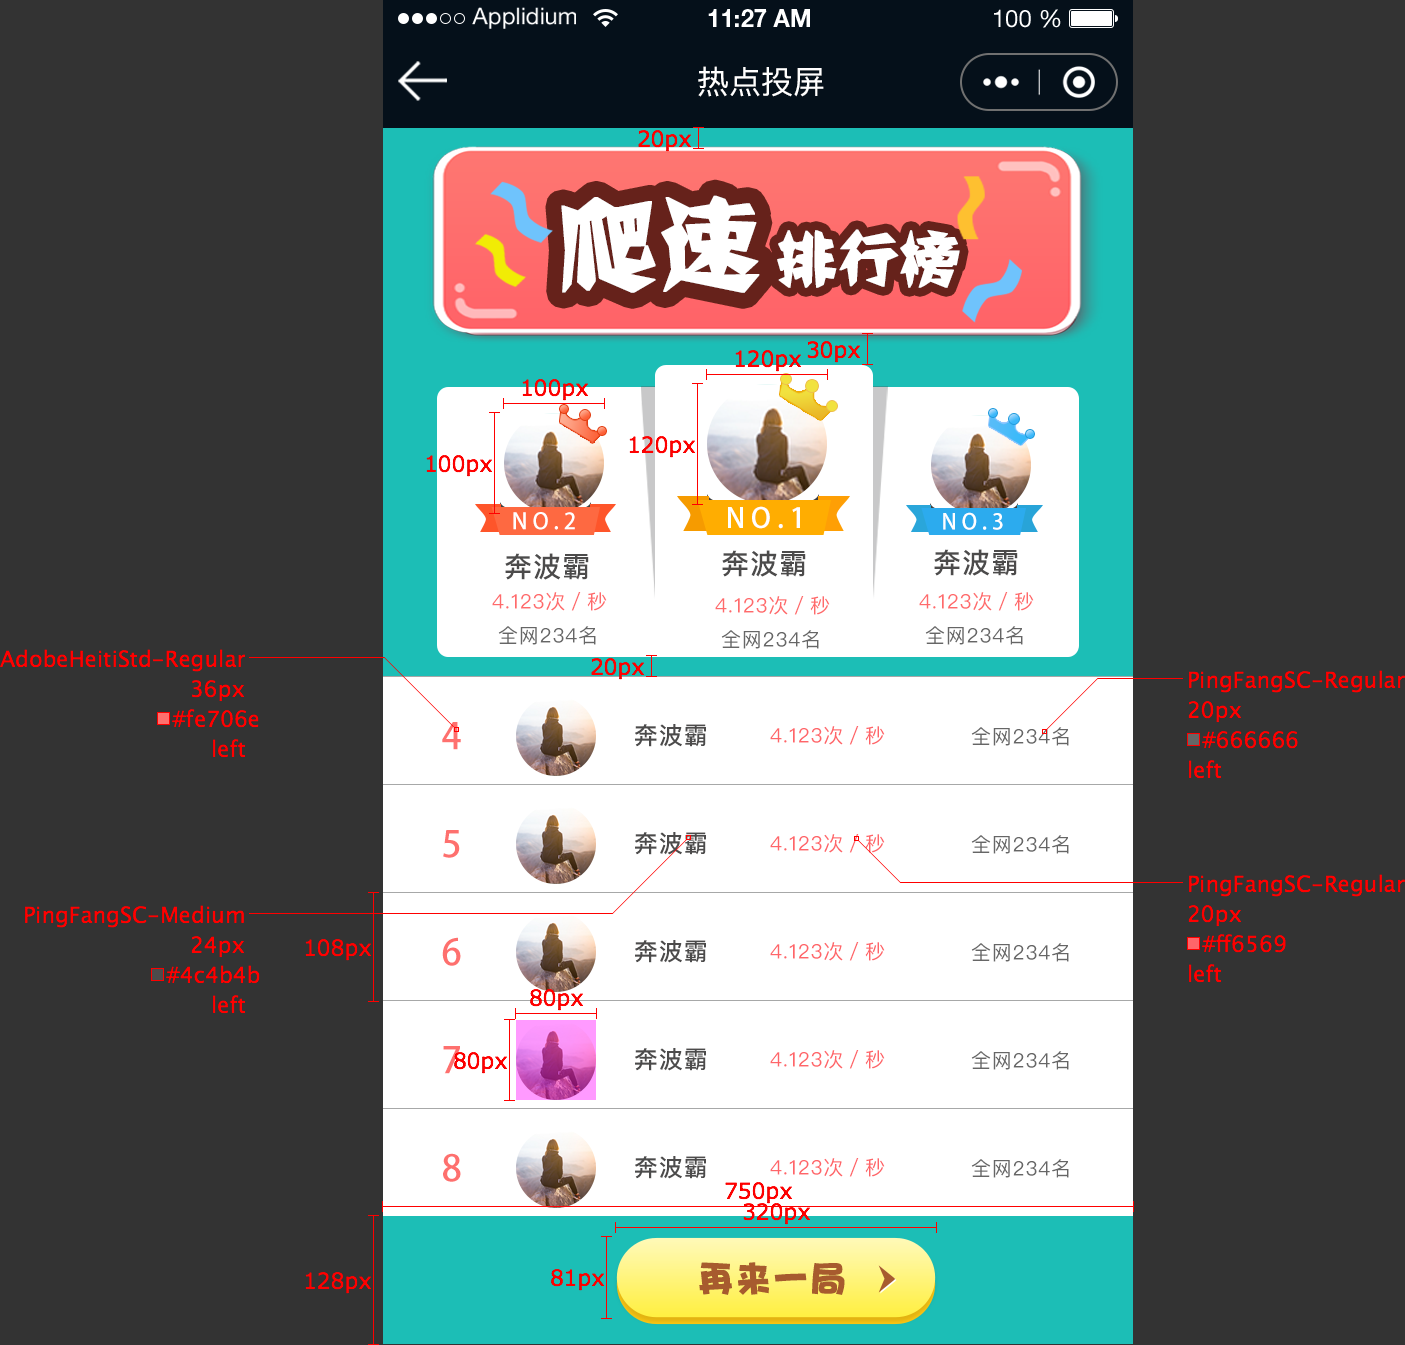 Applidium 11:27 AM 100 %
热点投屏
20px
爬速排行榜
30px
120px
100px
120px
100px
NO.2
NO.1
NO.3
奔波霸
奔波霸
奔波霸
4.123次 / 秒
4.123次 / 秒
4.123次 / 秒
全网234名
全网234名
全网234名
20px
AdobeHeitiStd-Regular
36px
#fe706e
left
PingFangSC-Regular
20px
#666666
left
4 奔波霸 4.123次 / 秒 全网234名
5 奔波霸 4.123次 / 秒 全网234名
PingFangSC-Medium
24px
#4c4b4b
left
108px
PingFangSC-Regular
20px
#ff6569
left
6 奔波霸 4.123次 / 秒 全网234名
80px
80px
7 奔波霸 4.123次 / 秒 全网234名
8 奔波霸 4.123次 / 秒 全网234名
750px
320px
128px
81px
再来一局